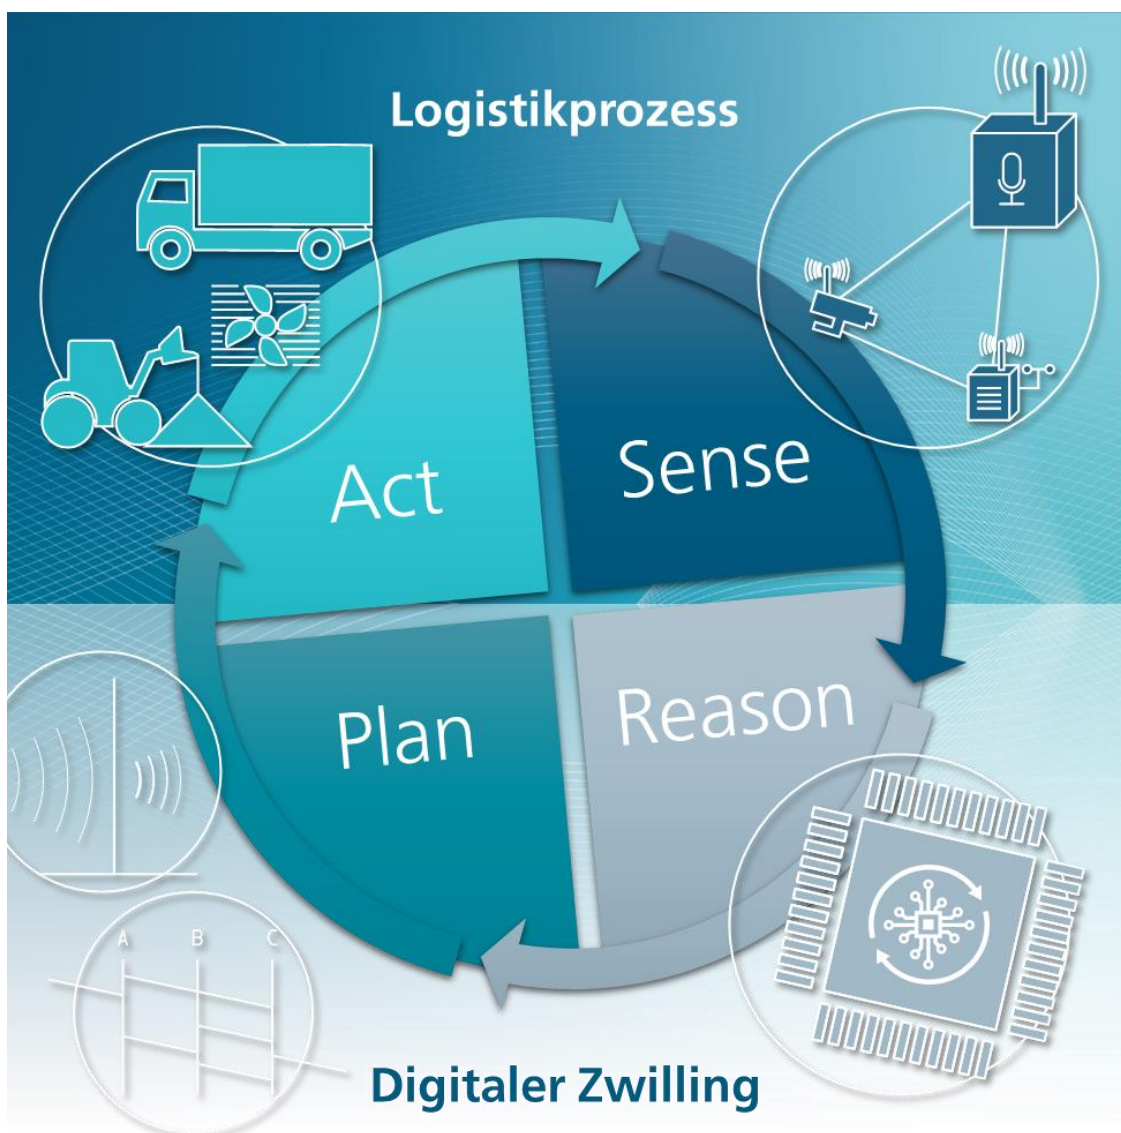 Logistikprozess
Act
Sense
Plan
Reason
A B C
Digitaler Zwilling